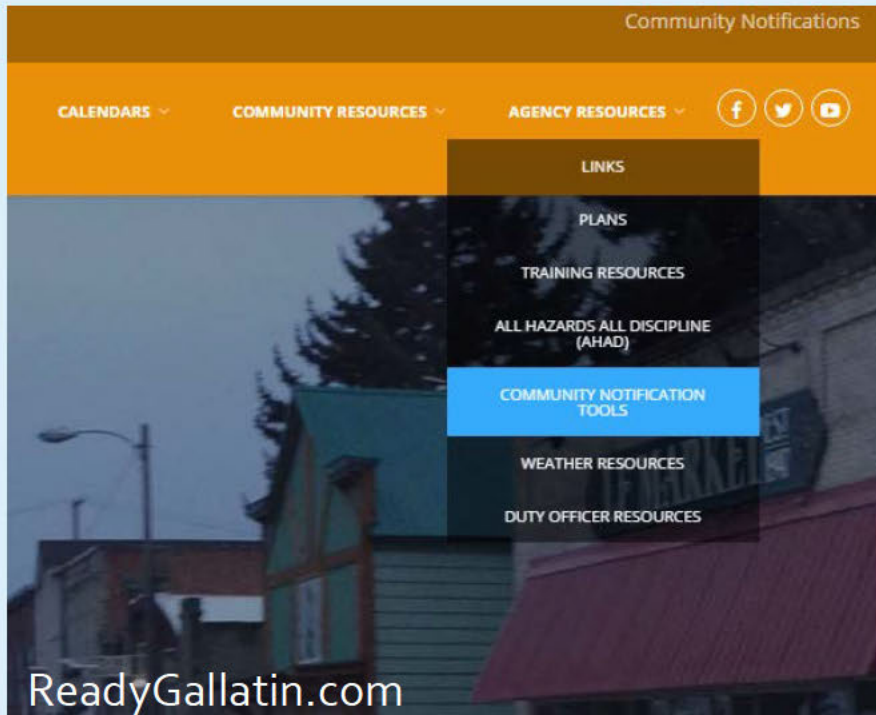 Community Notifications
CALENDARS
COMMUNITY RESOURCES
AGENCY RESOURCES
LINKS
PLANS
TRAINING RESOURCES
ALL HAZARDS ALL DISCIPLINE
(AHAD)
COMMUNITY NOTIFICATION
TOOLS
WEATHER RESOURCES
DUTY OFFICER RESOURCES
ReadyGallatin.com